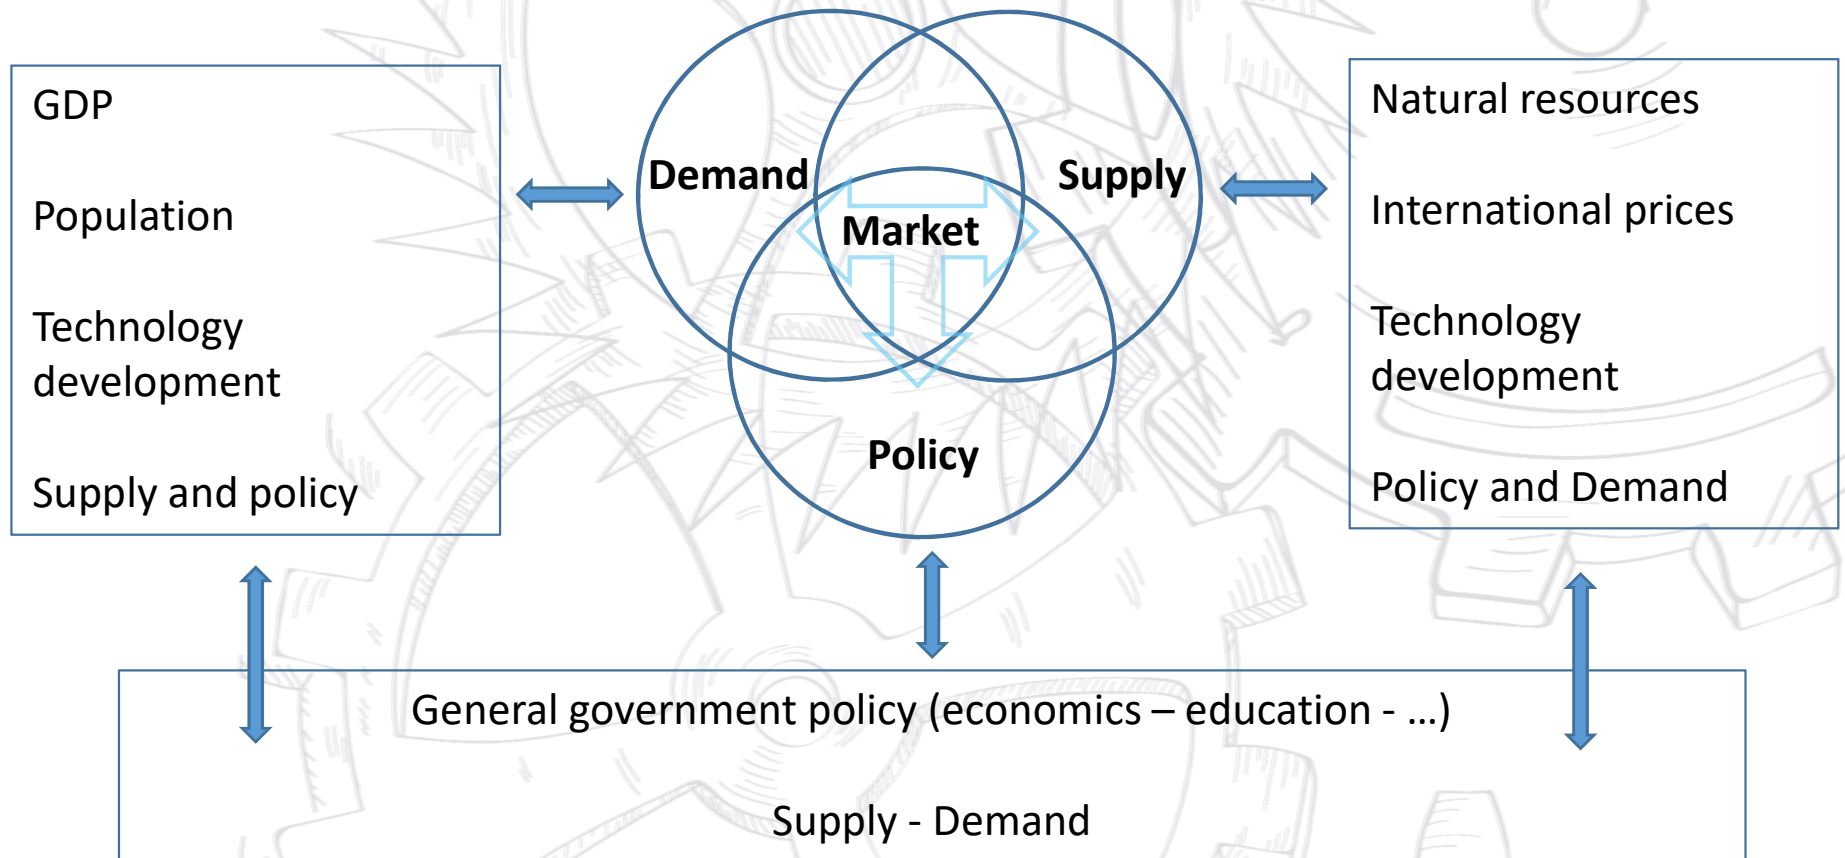 GDP
Population
Technology
development
Supply and policy
Demand
Supply
Market
Policy
Natural resources
International prices
Technology
development
Policy and Demand
General government policy (economics – education - …)
Supply - Demand